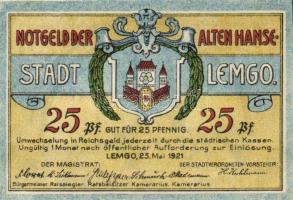 NOTGELD DER ALTEN HANSE-
STADT LEMGO.
25 Pf. GUT FÜR 25 PFENNIG. 25 Pf.
Umwechselung in Reichsgeld jederzeit durch die städtischen Kassen.
Ungültig 1 Monat nach öffentlicher Aufforderung zur Einlösung.
LEMGO, 23. MAI 1921.
DER MAGISTRAT: DER STADTVERORDNETEN-VORSTEHER:
Bürgermeister Ratssiegler Ratsbeisitzer Kamerarius. Kamerarius.